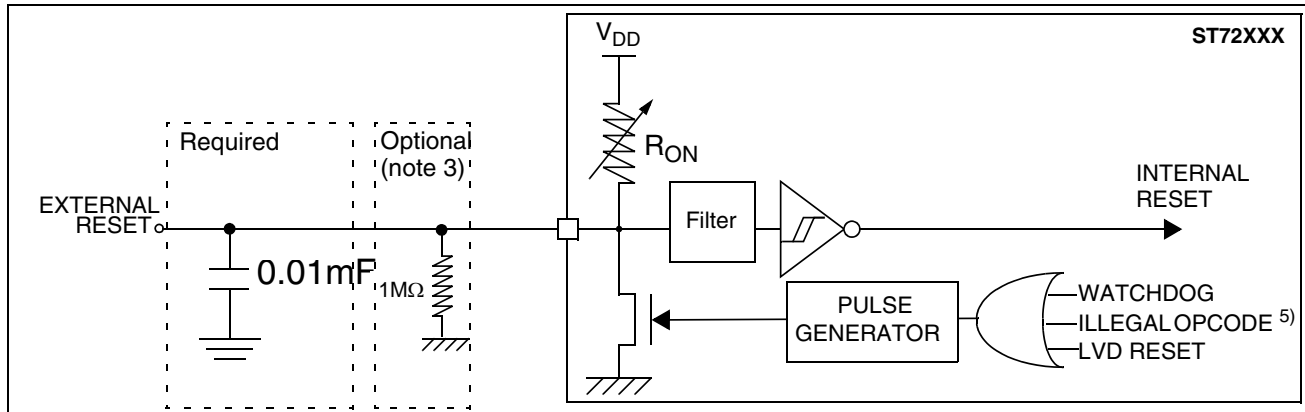 VDD
ST72XXX
Required
Optional
(note 3)
RON
EXTERNAL
RESET
INTERNAL
RESET
Filter
0.01mF
1MΩ
PULSE
GENERATOR
WATCHDOG
ILLEGAL OPCODE 5)
LVD RESET